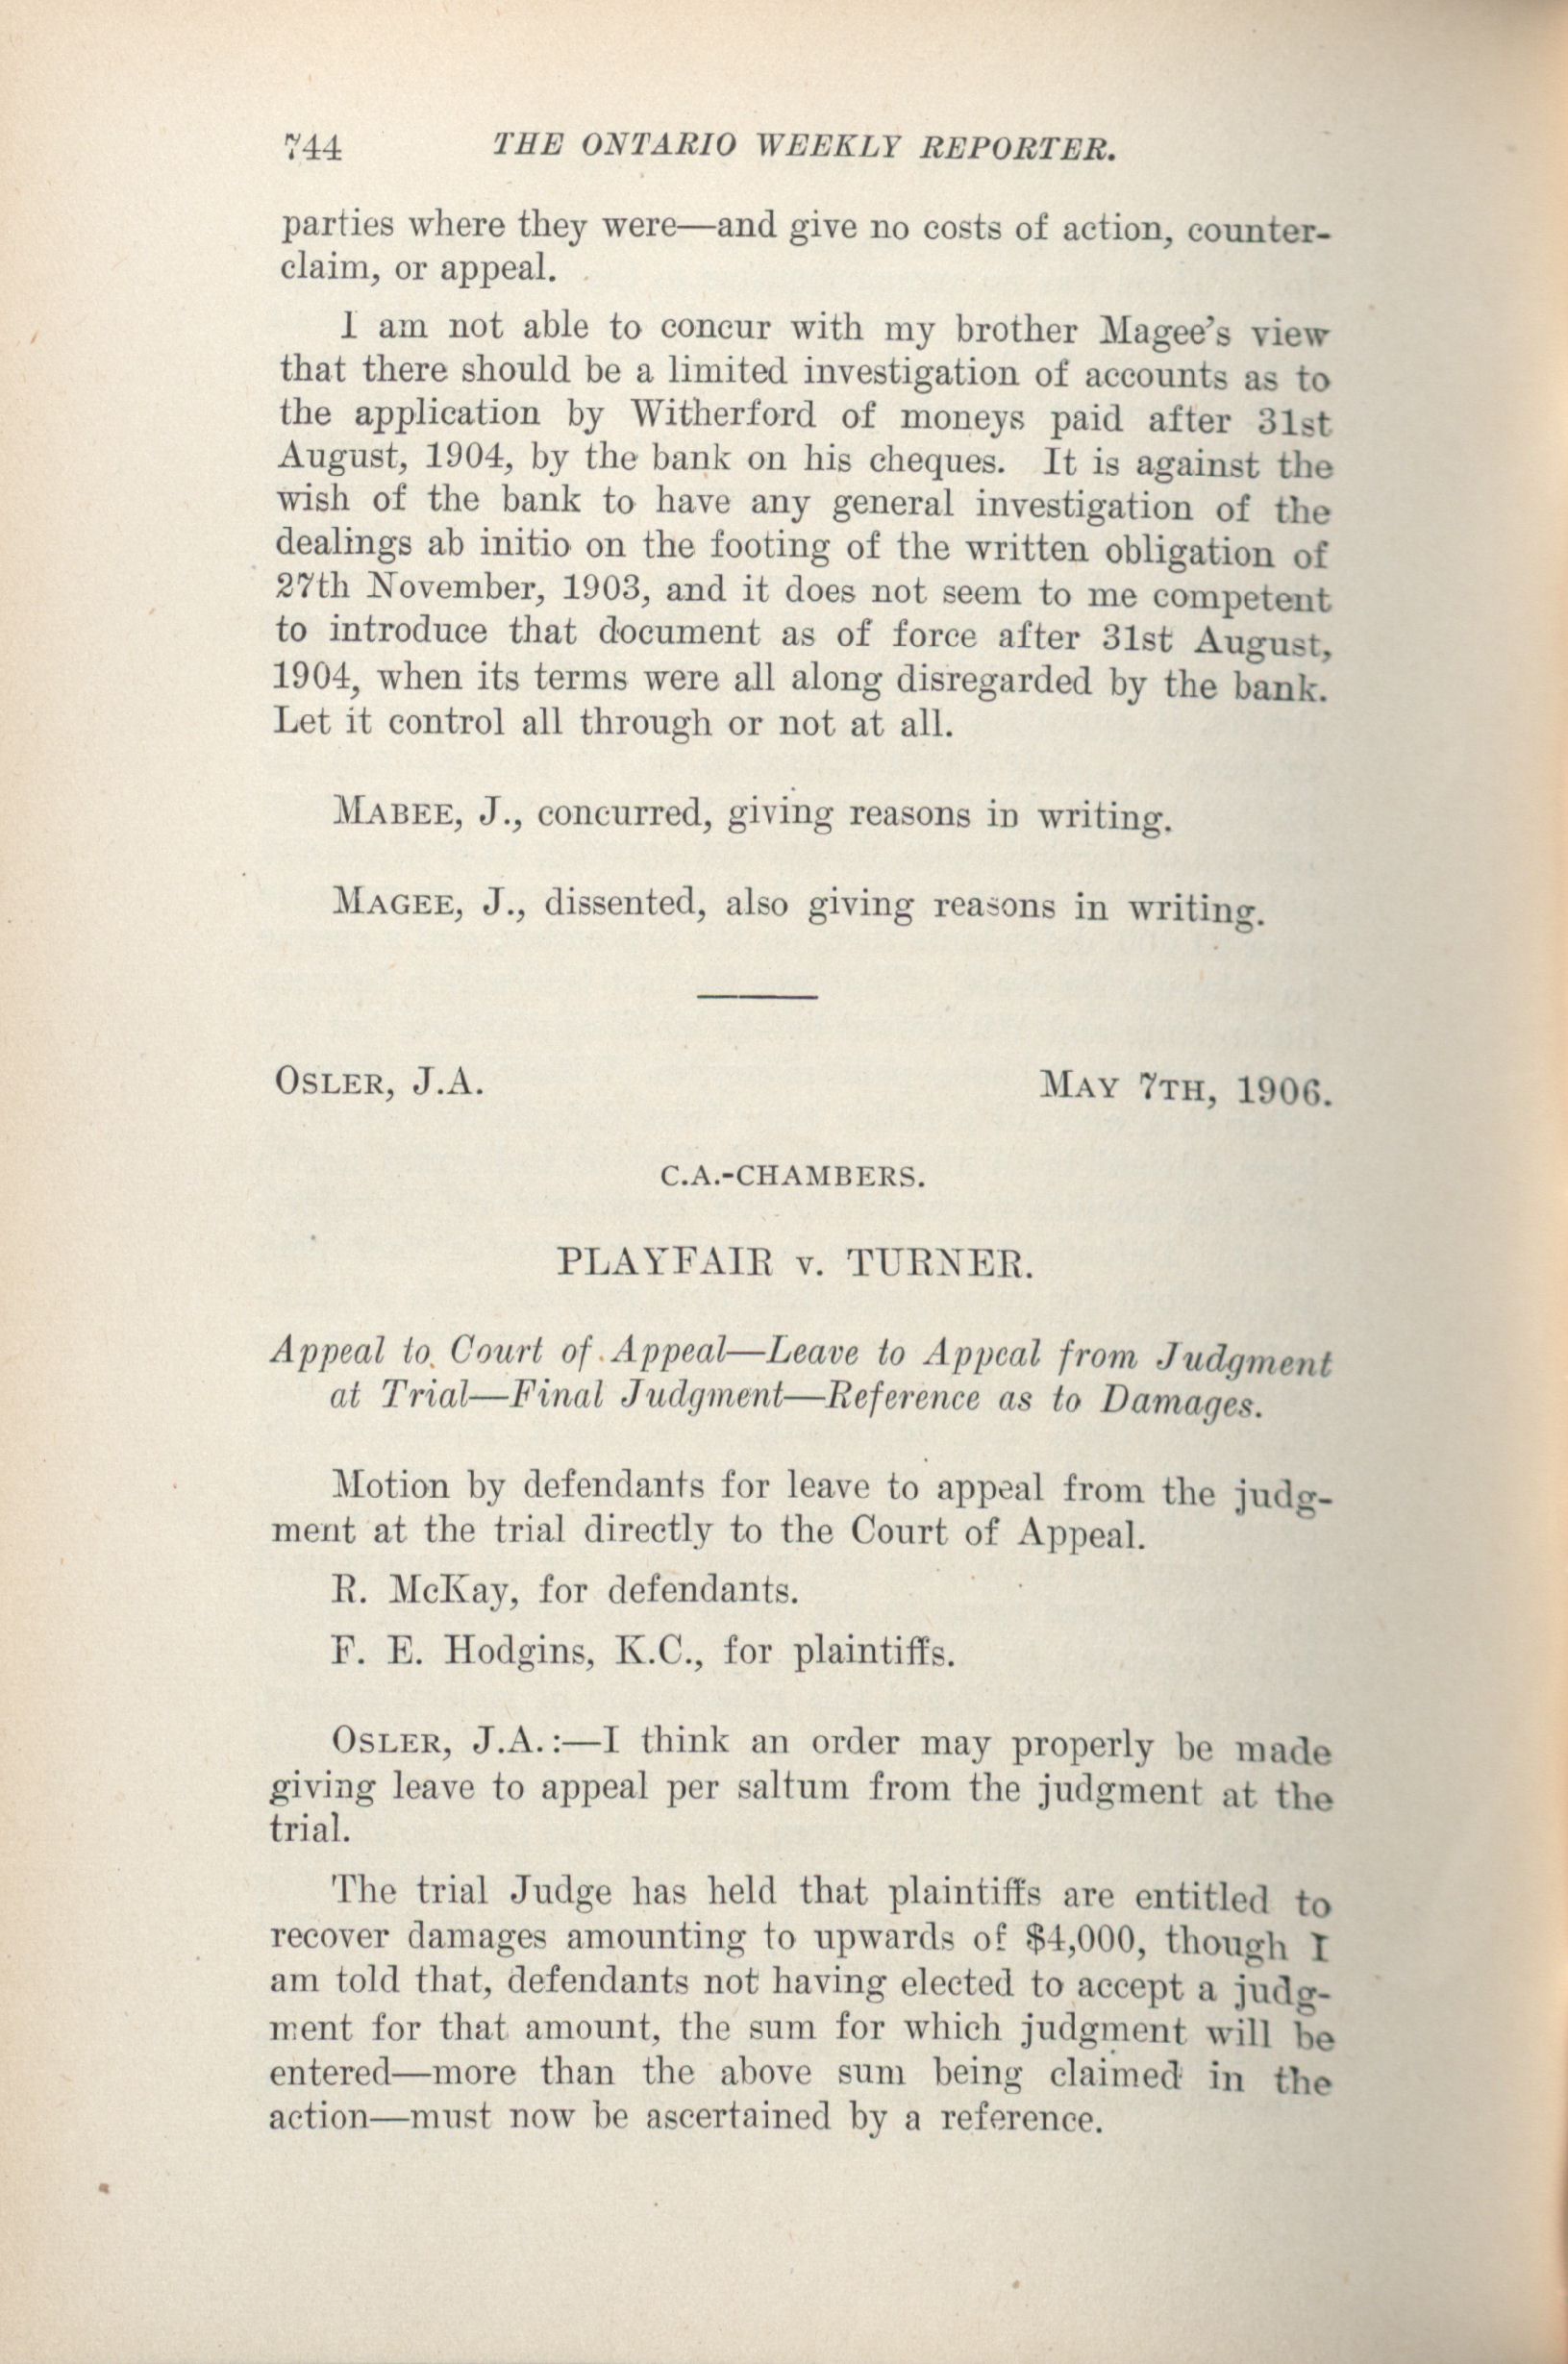 744 THE ONTARIO WEEKLY REPORTER.
parties where they were—and give no costs of action, counter-
claim, or appeal.
I am not able to concur with my brother Magee's view
that there should be a limited investigation of accounts as to
the application by Witherford of moneys paid after 31st
August, 1904, by the bank on his cheques. It is against the
wish of the bank to have any general investigation of the
dealings ab initio on the footing of the written obligation of
27th November, 1903, and it does not seem to me competent
to introduce that document as of force after 31st August,
1904, when its terms were all along disregarded by the bank.
Let it control all through or not at all.
MABEE, J., concurred, giving reasons in writing.
MAGEE, J., dissented, also giving reasons in writing.
OSLER, J.A. MAY 7TH, 1906.
C.A.-CHAMBERS.
PLAYFAIR v. TURNER.
Appeal to Court of Appeal—Leave to Appeal from Judgment
at Trial—Final Judgment—Reference as to Damages.
Motion by defendants for leave to appeal from the judg-
ment at the trial directly to the Court of Appeal.
R. McKay, for defendants.
F. E. Hodgins, K.C., for plaintiffs.
OSLER, J.A.:—I think an order may properly be made
giving leave to appeal per saltum from the judgment at the
trial.
The trial Judge has held that plaintiffs are entitled to
recover damages amounting to upwards of $4,000, though I
am told that, defendants not having elected to accept a judg-
ment for that amount, the sum for which judgment will be
entered—more than the above sum being claimed in the
action—must now be ascertained by a reference.